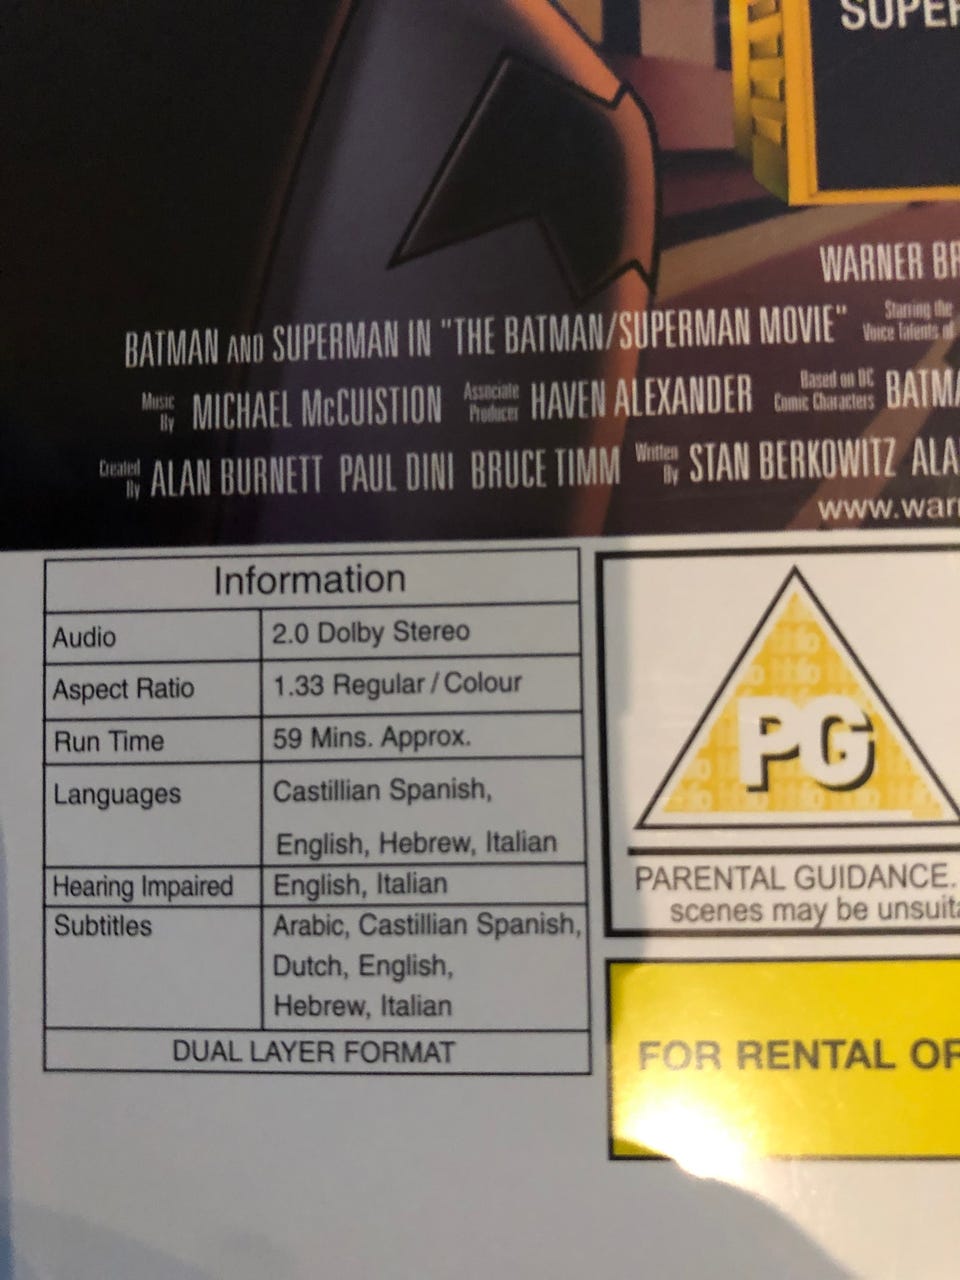 SUPER
WARNER BR
BATMAN AND SUPERMAN IN "THE BATMAN/SUPERMAN MOVIE" Starring the Voice Talents of
Music By MICHAEL McCUISTION Associate Producer HAVEN ALEXANDER Based on DC Comic Characters BATMA
Created By ALAN BURNETT PAUL DINI BRUCE TIMM Written By STAN BERKOWITZ ALA
www.warn
Information
Audio 2.0 Dolby Stereo
Aspect Ratio 1.33 Regular / Colour
Run Time 59 Mins. Approx.
Languages Castillian Spanish,
English, Hebrew, Italian
Hearing Impaired English, Italian
Subtitles Arabic, Castillian Spanish,
Dutch, English,
Hebrew, Italian
DUAL LAYER FORMAT
PG
PARENTAL GUIDANCE.
scenes may be unsuita
FOR RENTAL OR